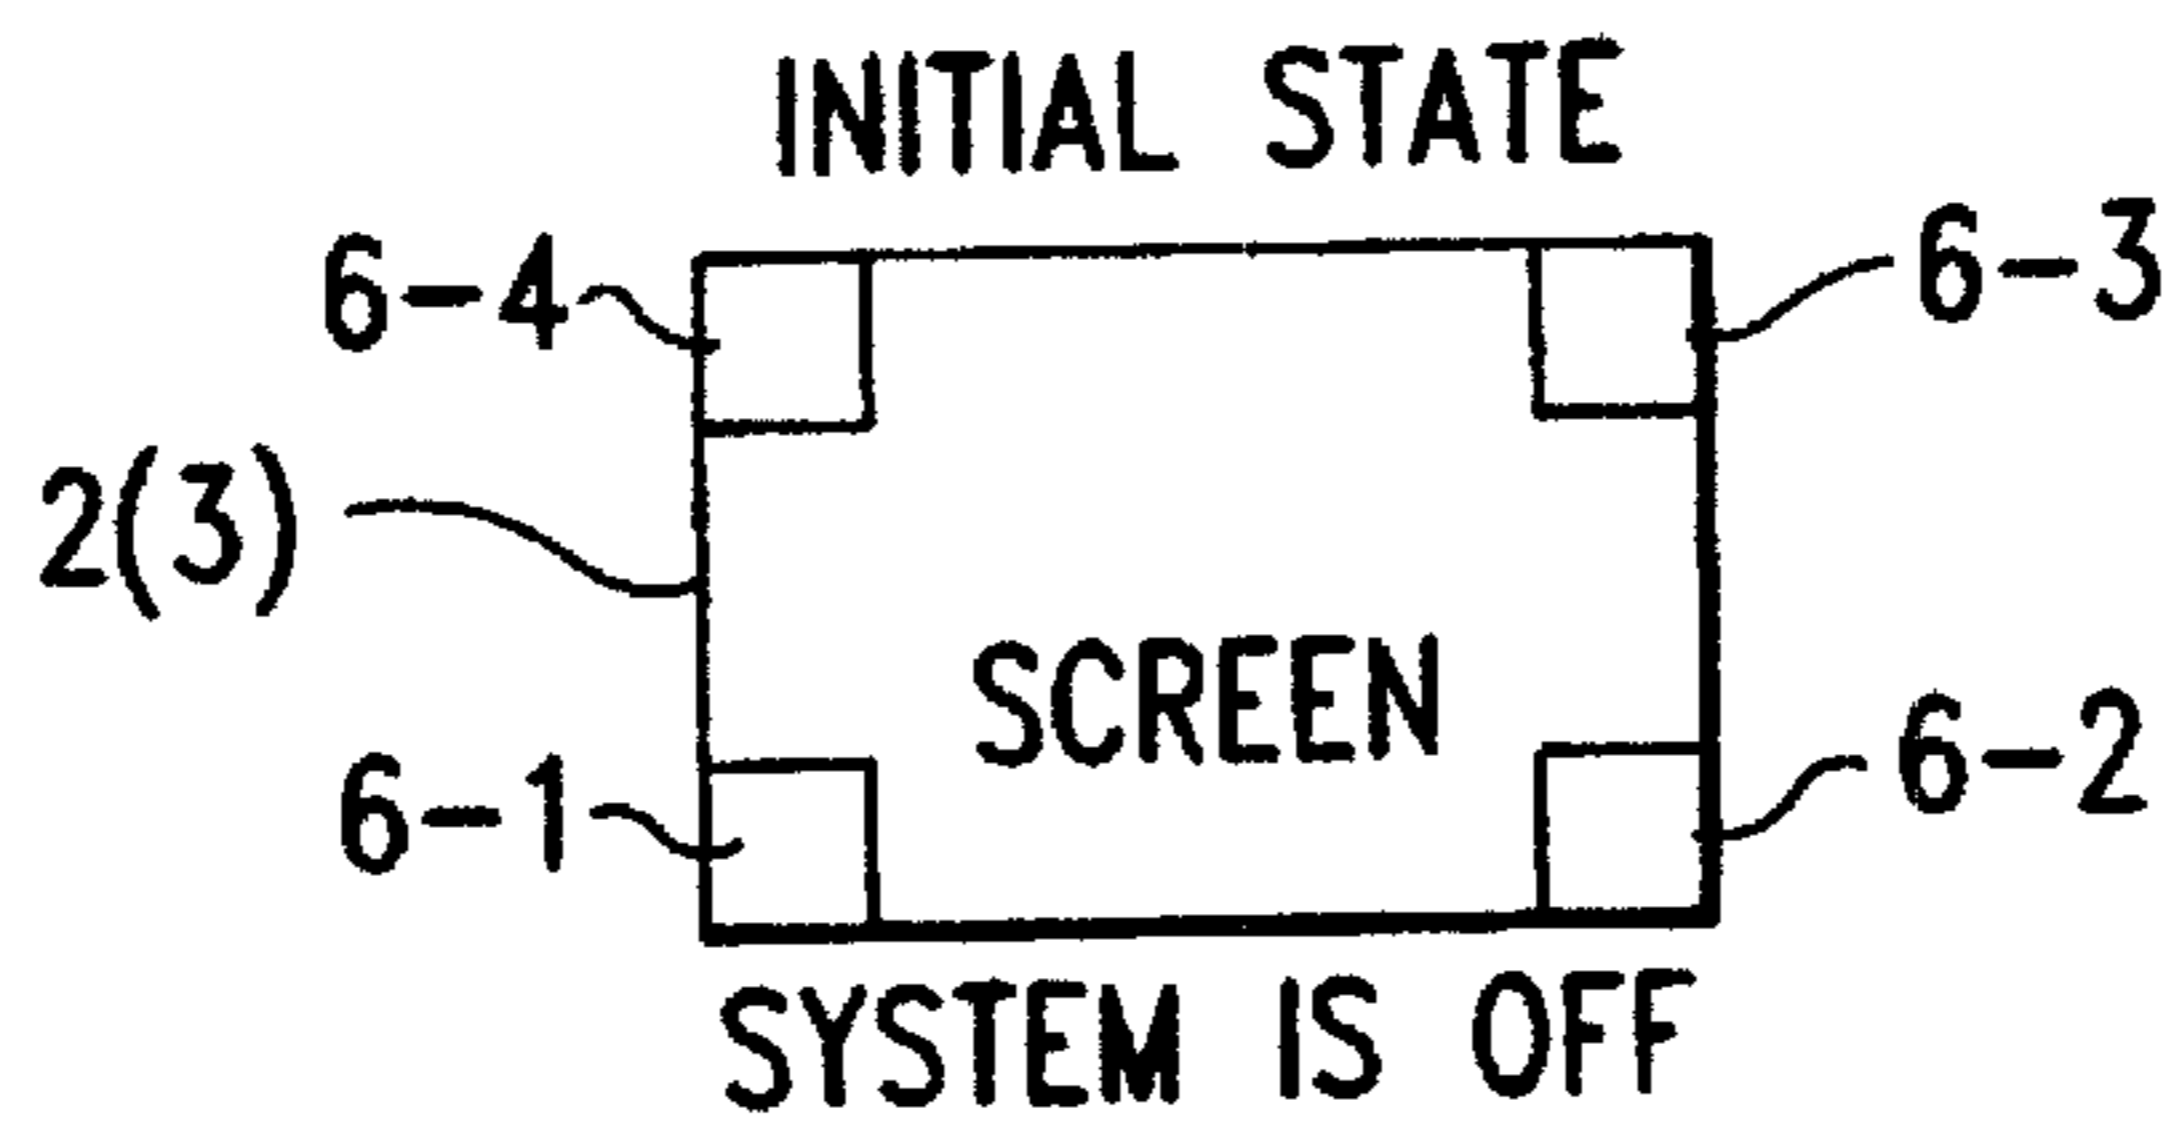 INITIAL STATE
6-4
6-3
2(3)
SCREEN
6-1
6-2
SYSTEM IS OFF